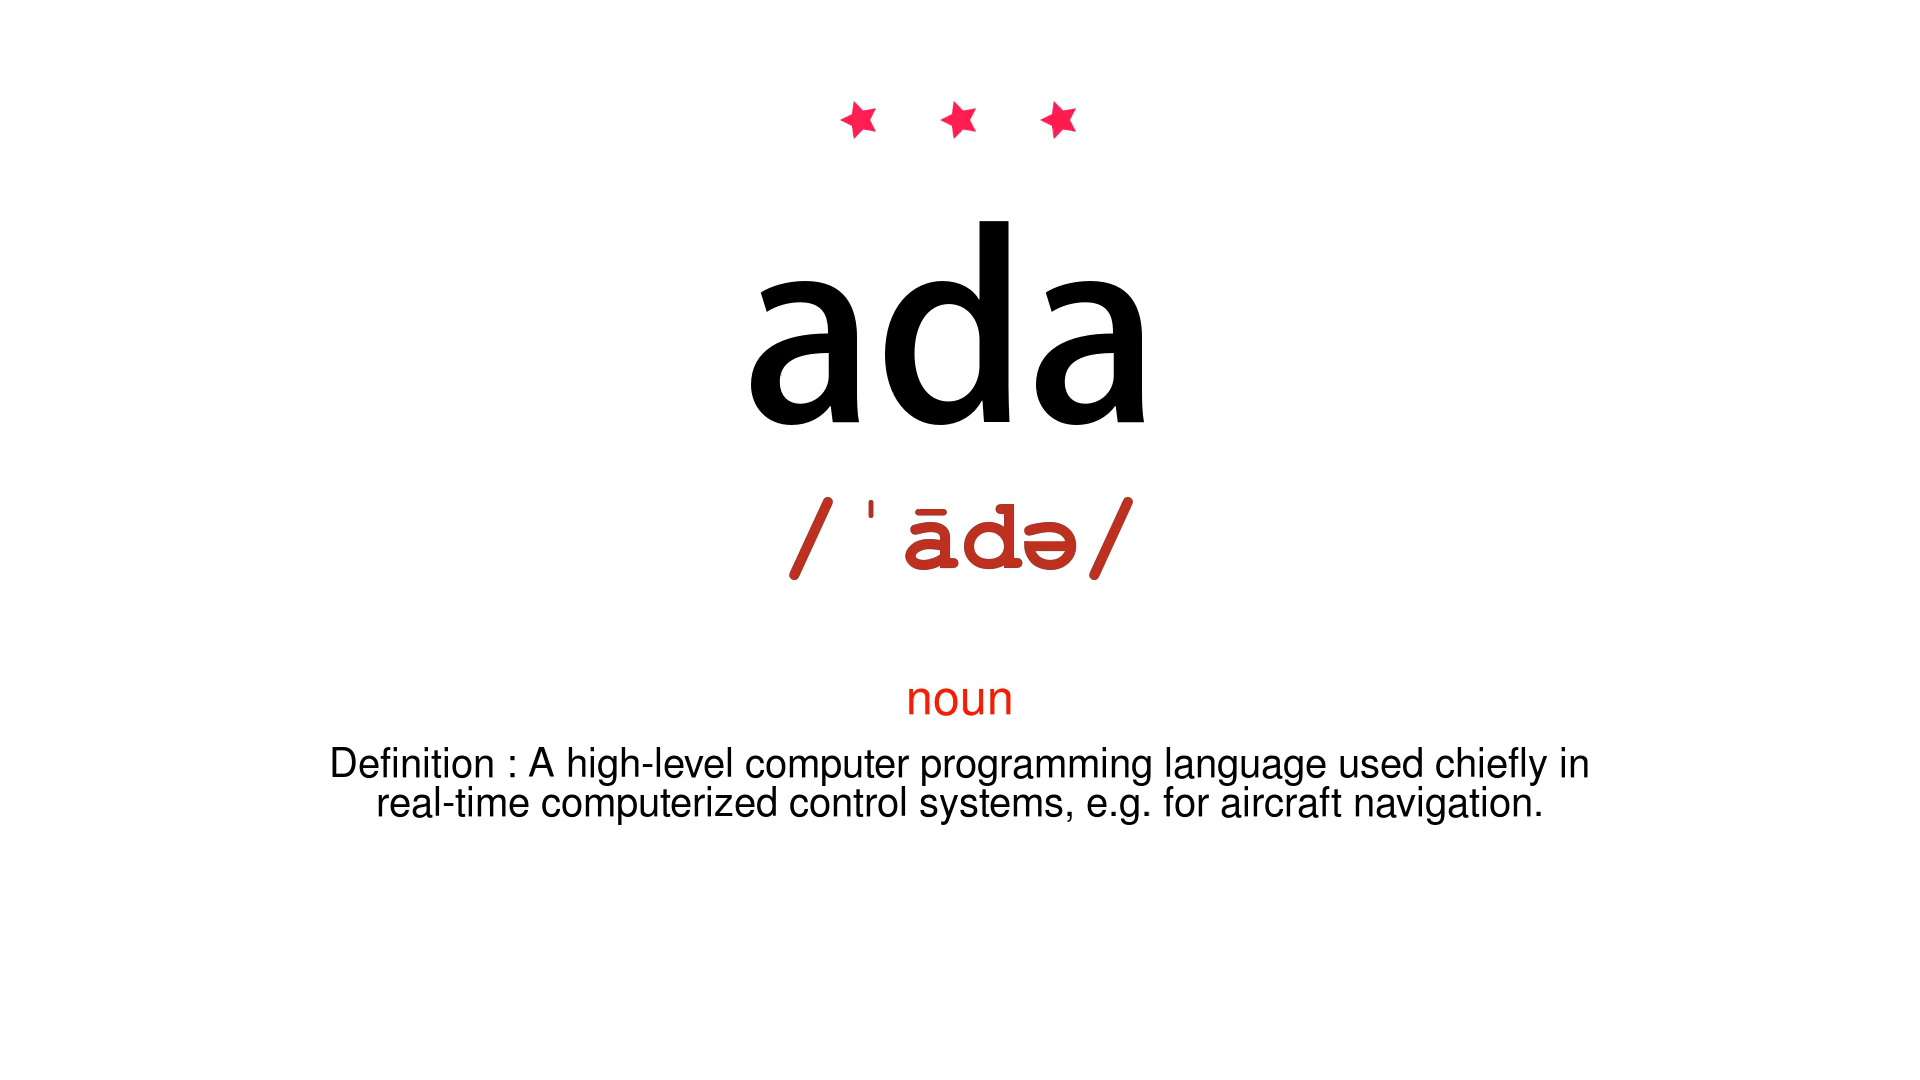 ada
/ˈādə/
noun
Definition : A high-level computer programming language used chiefly in
real-time computerized control systems, e.g. for aircraft navigation.